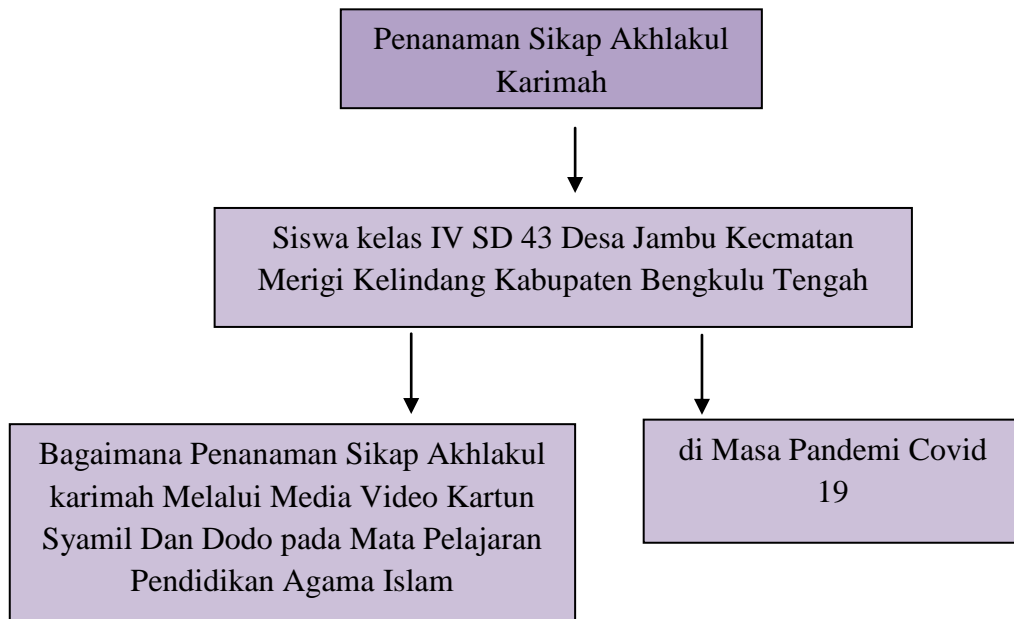 Penanaman Sikap Akhlakul
Karimah
Siswa kelas IV SD 43 Desa Jambu Kecmatan
Merigi Kelindang Kabupaten Bengkulu Tengah
Bagaimana Penanaman Sikap Akhlakul
karimah Melalui Media Video Kartun
Syamil Dan Dodo pada Mata Pelajaran
Pendidikan Agama Islam
di Masa Pandemi Covid
19